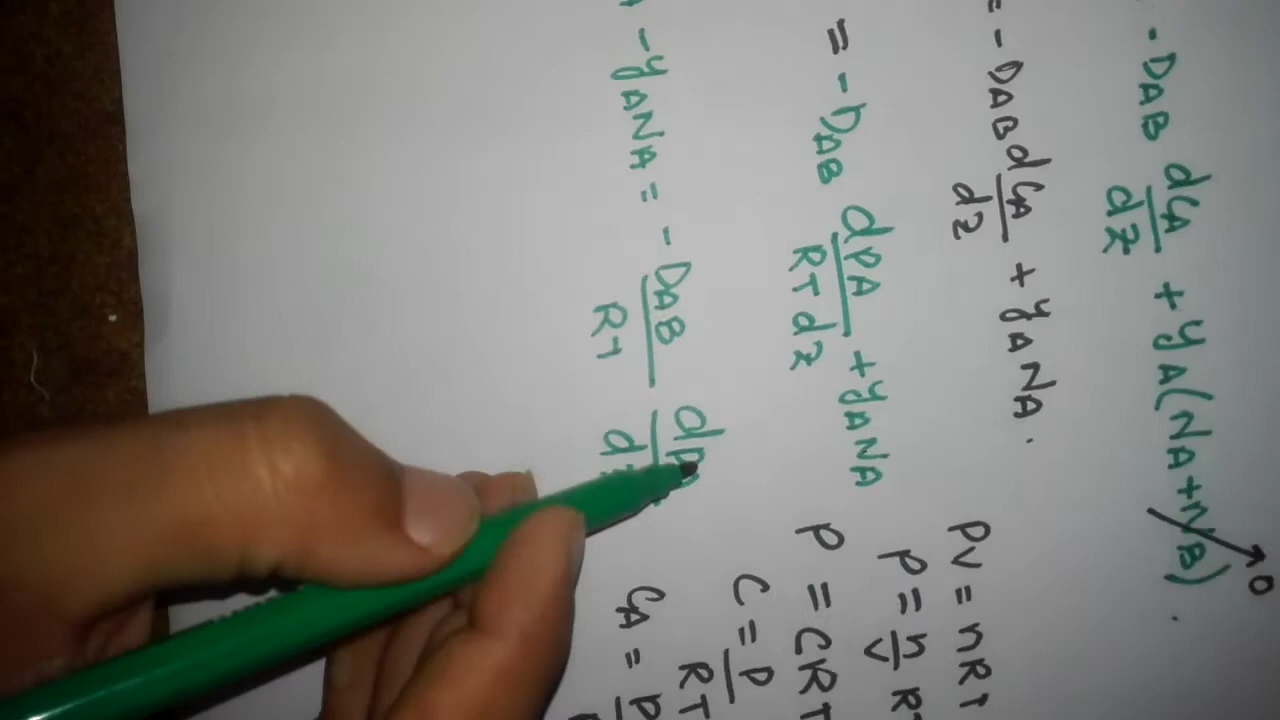 - DAB dCA/dz + yA(NA+NB) . → 0
= - DAB dCA/dz + yANA .
= - DAB dPA/RTdz + yANA
- yANA = - DAB/RT dPA/dz
PV = nRT
P = n/V RT
P = CRT
C = P/RT
CA = P